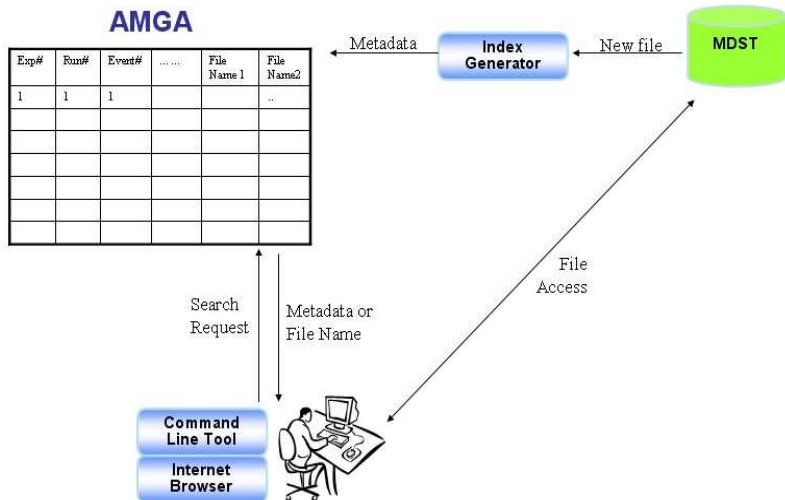 AMGA
Exp# Run# Event# ...... File Name 1 File Name2
1 1 1 ..
Metadata
Index Generator
New file
MDST
File Access
Search Request
Metadata or File Name
Command Line Tool
Internet Browser